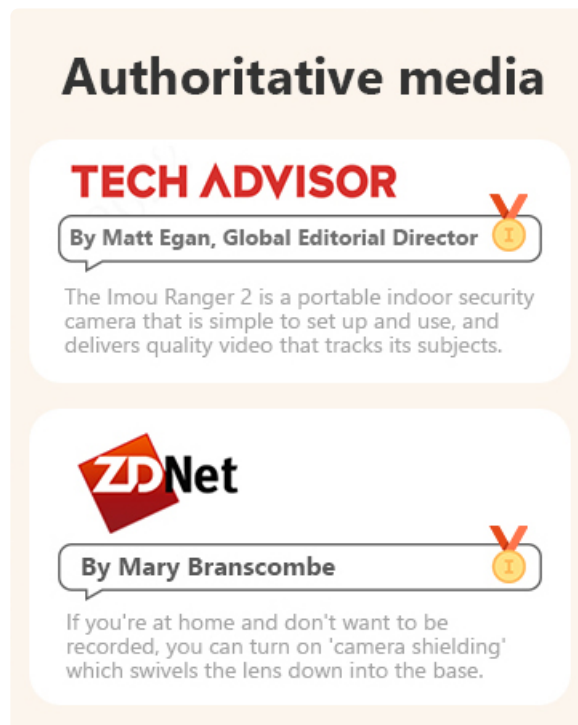 Authoritative media
TECH ADVISOR
By Matt Egan, Global Editorial Director
I
The Imou Ranger 2 is a portable indoor security
camera that is simple to set up and use, and
delivers quality video that tracks its subjects.
ZDNet
By Mary Branscombe
I
If you're at home and don't want to be
recorded, you can turn on 'camera shielding'
which swivels the lens down into the base.